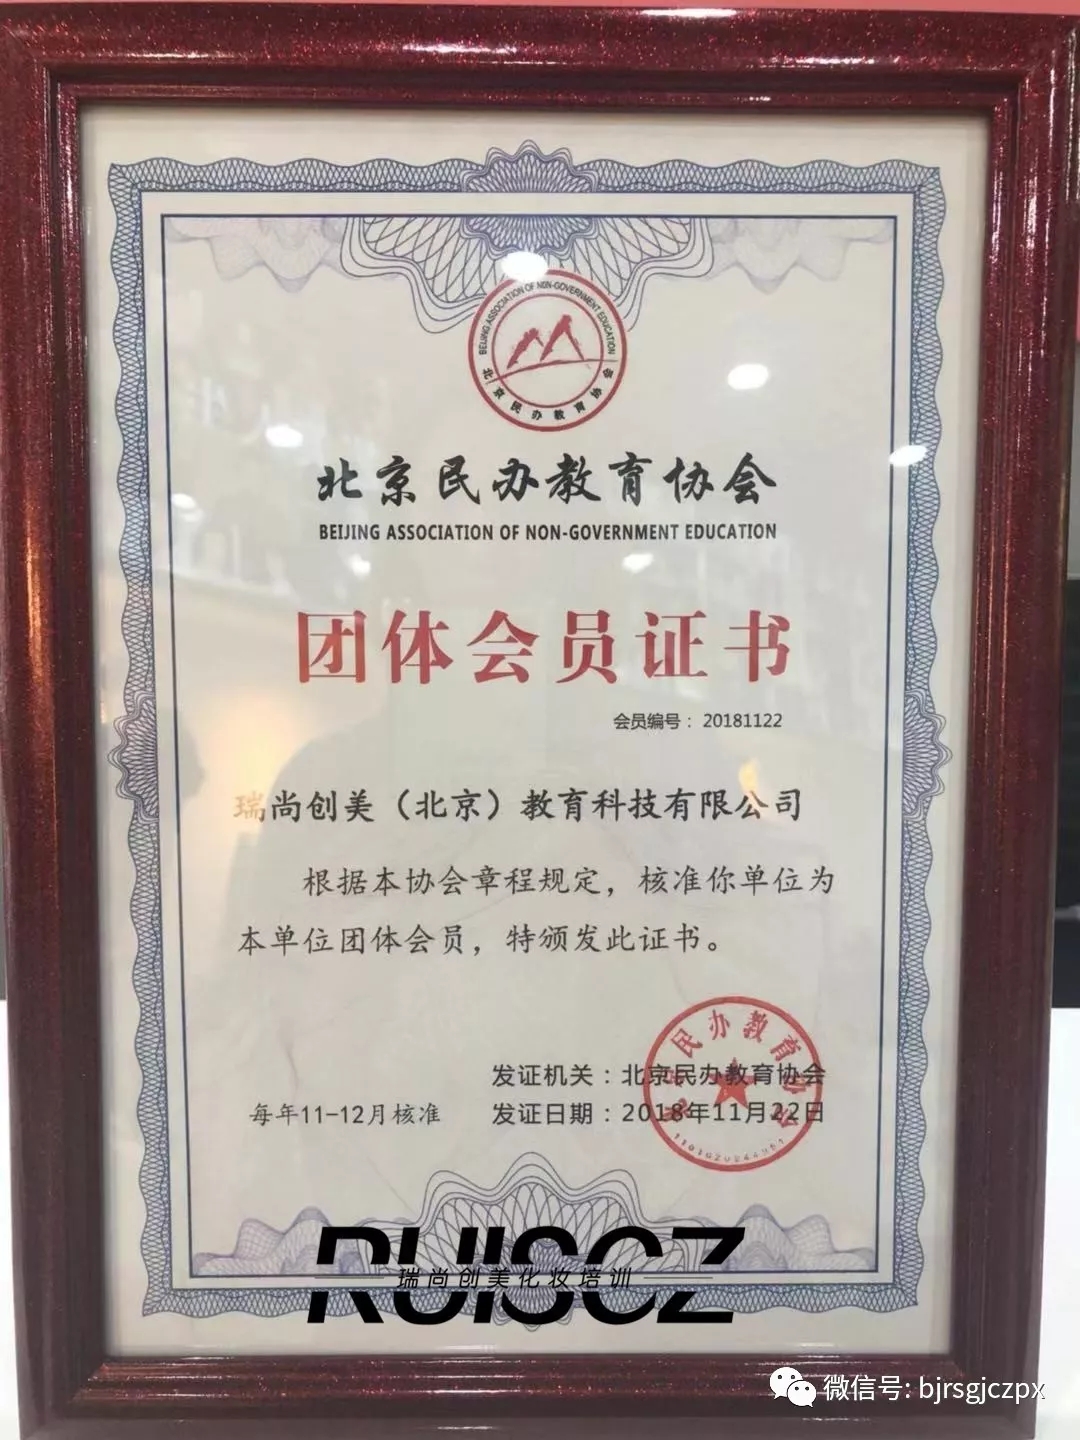 BEIJING ASSOCIATION OF NON-GOVERNMENT EDUCATION
北京民办教育协会
北京民办教育协会
BEIJING ASSOCIATION OF NON-GOVERNMENT EDUCATION
团体会员证书
会员编号：20181122
瑞尚创美（北京）教育科技有限公司
根据本协会章程规定，核准你单位为
本单位团体会员，特颁发此证书。
北京民办教育协会
发证机关：北京民办教育协会
每年11-12月核准 发证日期：2018年11月22日
RUISCZ
瑞尚创美化妆培训
微信号: bjrsgjczpx